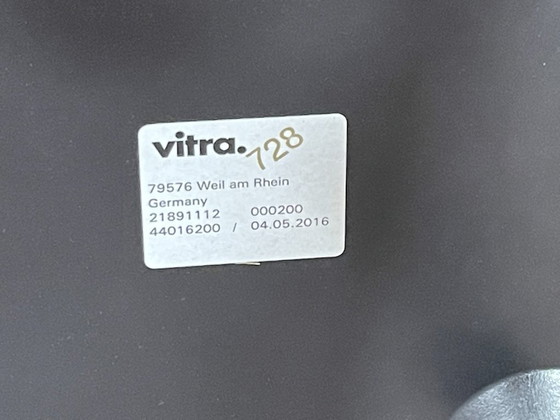 vitra. 728
79576 Weil am Rhein
Germany
21891112 000200
44016200 / 04.05.2016